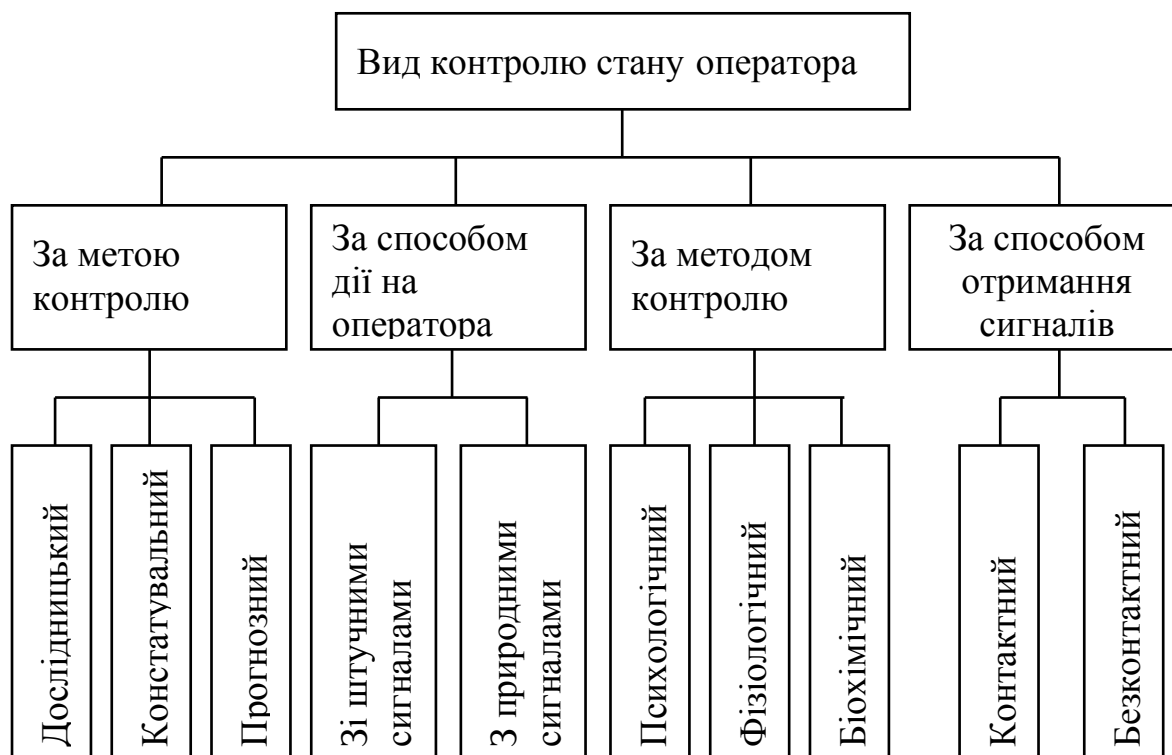 Вид контролю стану оператора
За метою
контролю
За способом
дії на
оператора
За методом
контролю
За способом
отримання
сигналів
Дослідницький
Констатувальний
Прогнозний
Зі штучними
сигналами
З природними
сигналами
Психологічний
Фізіологічний
Біохімічний
Контактний
Безконтактний